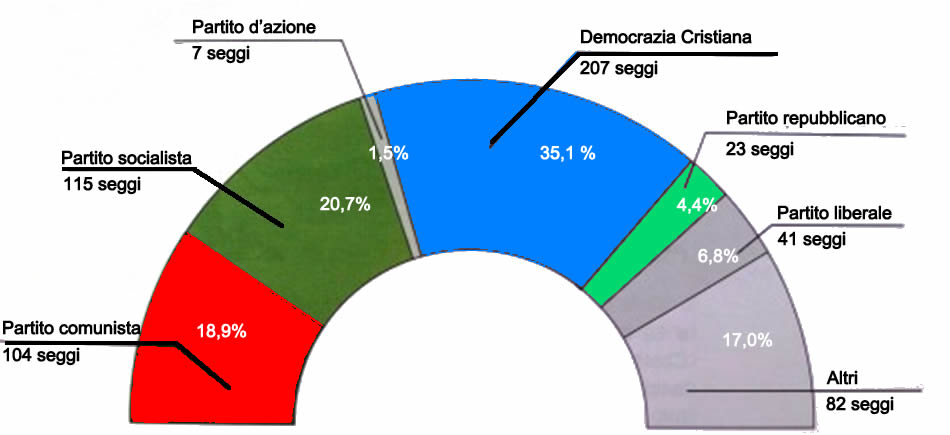 Partito d'azione
7 seggi
Democrazia Cristiana
207 seggi
Partito repubblicano
23 seggi
Partito socialista
115 seggi
1,5%
35,1 %
20,7%
4,4%
Partito liberale
41 seggi
6,8%
Partito comunista
104 seggi
18,9%
17,0%
Altri
82 seggi